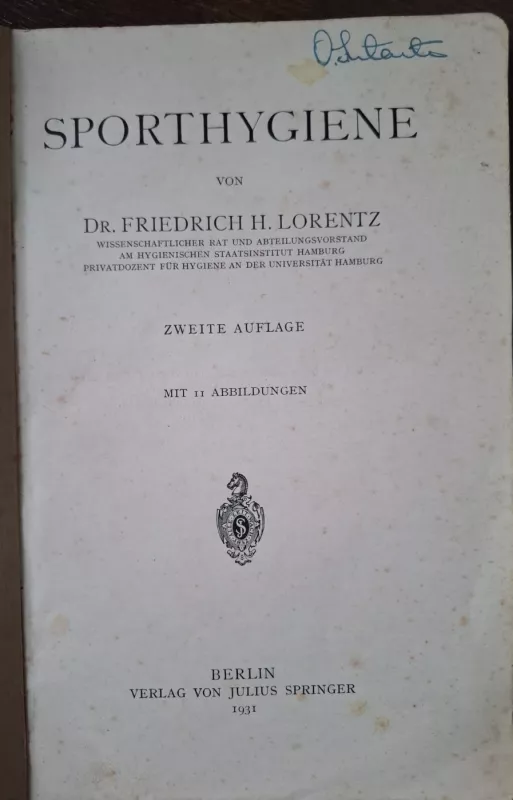 SPORTHYGIENE
VON
DR. FRIEDRICH H. LORENTZ
WISSENSCHAFTLICHER RAT UND ABTEILUNGSVORSTAND
AM HYGIENISCHEN STAATSINSTITUT HAMBURG
PRIVATDOZENT FÜR HYGIENE AN DER UNIVERSITÄT HAMBURG
ZWEITE AUFLAGE
MIT 11 ABBILDUNGEN
BERLIN
VERLAG VON JULIUS SPRINGER
1931